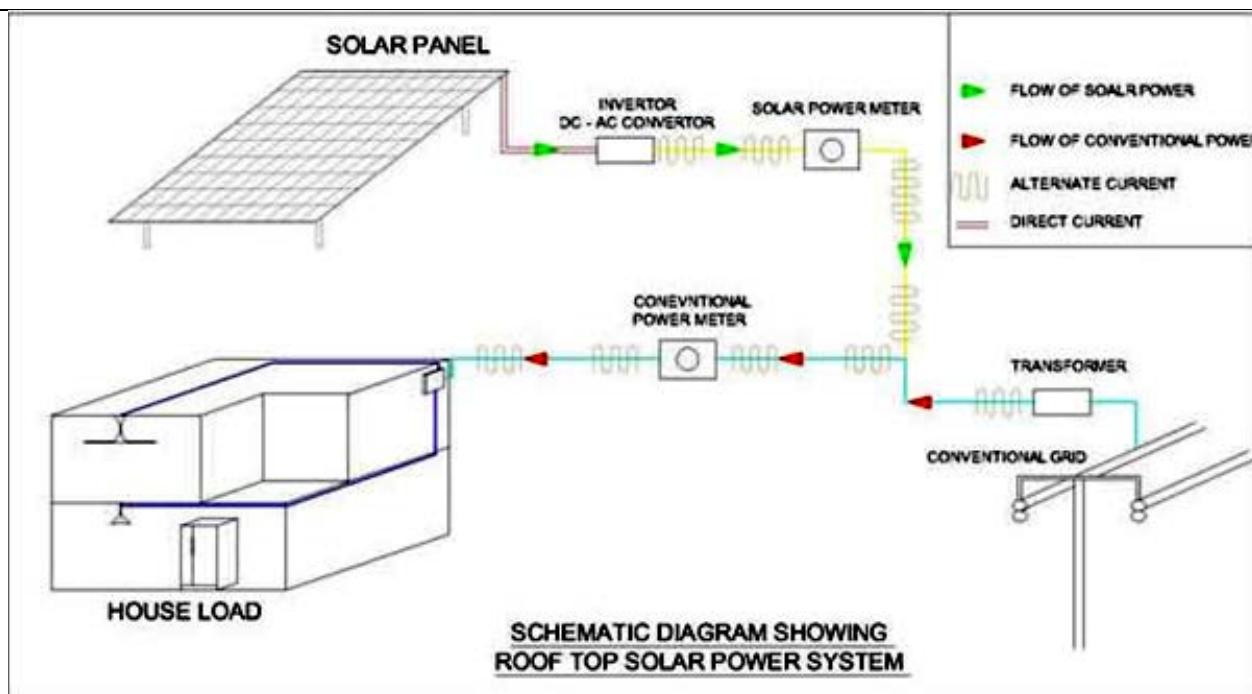 SOLAR PANEL
INVERTOR
DC - AC CONVERTOR
SOLAR POWER METER
FLOW OF SOALR POWER
FLOW OF CONVENTIONAL POWER
ALTERNATE CURRENT
DIRECT CURRENT
CONEVNTIONAL
POWER METER
TRANSFORMER
CONVENTIONAL GRID
HOUSE LOAD
SCHEMATIC DIAGRAM SHOWING
ROOF TOP SOLAR POWER SYSTEM